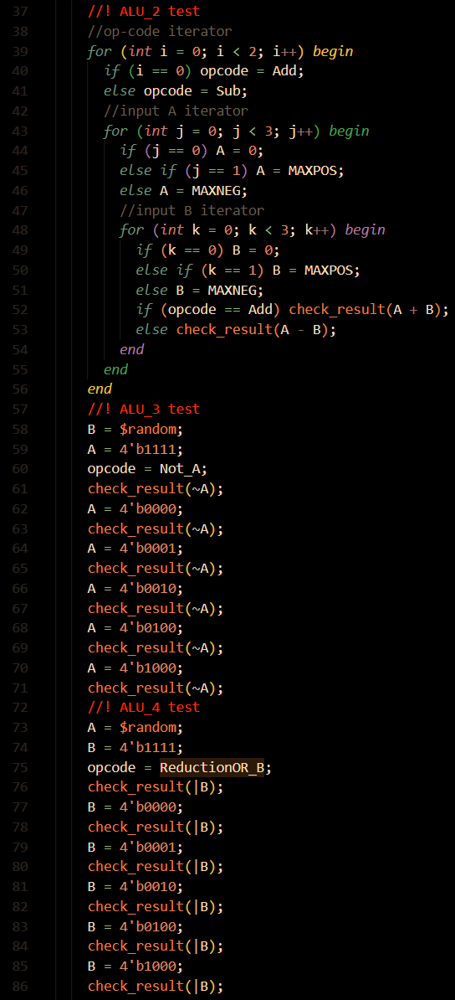 37 //! ALU_2 test
38 //op-code iterator
39 for (int i = 0; i < 2; i++) begin
40 if (i == 0) opcode = Add;
41 else opcode = Sub;
42 //input A iterator
43 for (int j = 0; j < 3; j++) begin
44 if (j == 0) A = 0;
45 else if (j == 1) A = MAXPOS;
46 else A = MAXNEG;
47 //input B iterator
48 for (int k = 0; k < 3; k++) begin
49 if (k == 0) B = 0;
50 else if (k == 1) B = MAXPOS;
51 else B = MAXNEG;
52 if (opcode == Add) check_result(A + B);
53 else check_result(A - B);
54 end
55 end
56 end
57 //! ALU_3 test
58 B = $random;
59 A = 4'b1111;
60 opcode = Not_A;
61 check_result(~A);
62 A = 4'b0000;
63 check_result(~A);
64 A = 4'b0001;
65 check_result(~A);
66 A = 4'b0010;
67 check_result(~A);
68 A = 4'b0100;
69 check_result(~A);
70 A = 4'b1000;
71 check_result(~A);
72 //! ALU_4 test
73 A = $random;
74 B = 4'b1111;
75 opcode = ReductionOR_B;
76 check_result(|B);
77 B = 4'b0000;
78 check_result(|B);
79 B = 4'b0001;
80 check_result(|B);
81 B = 4'b0010;
82 check_result(|B);
83 B = 4'b0100;
84 check_result(|B);
85 B = 4'b1000;
86 check_result(|B);